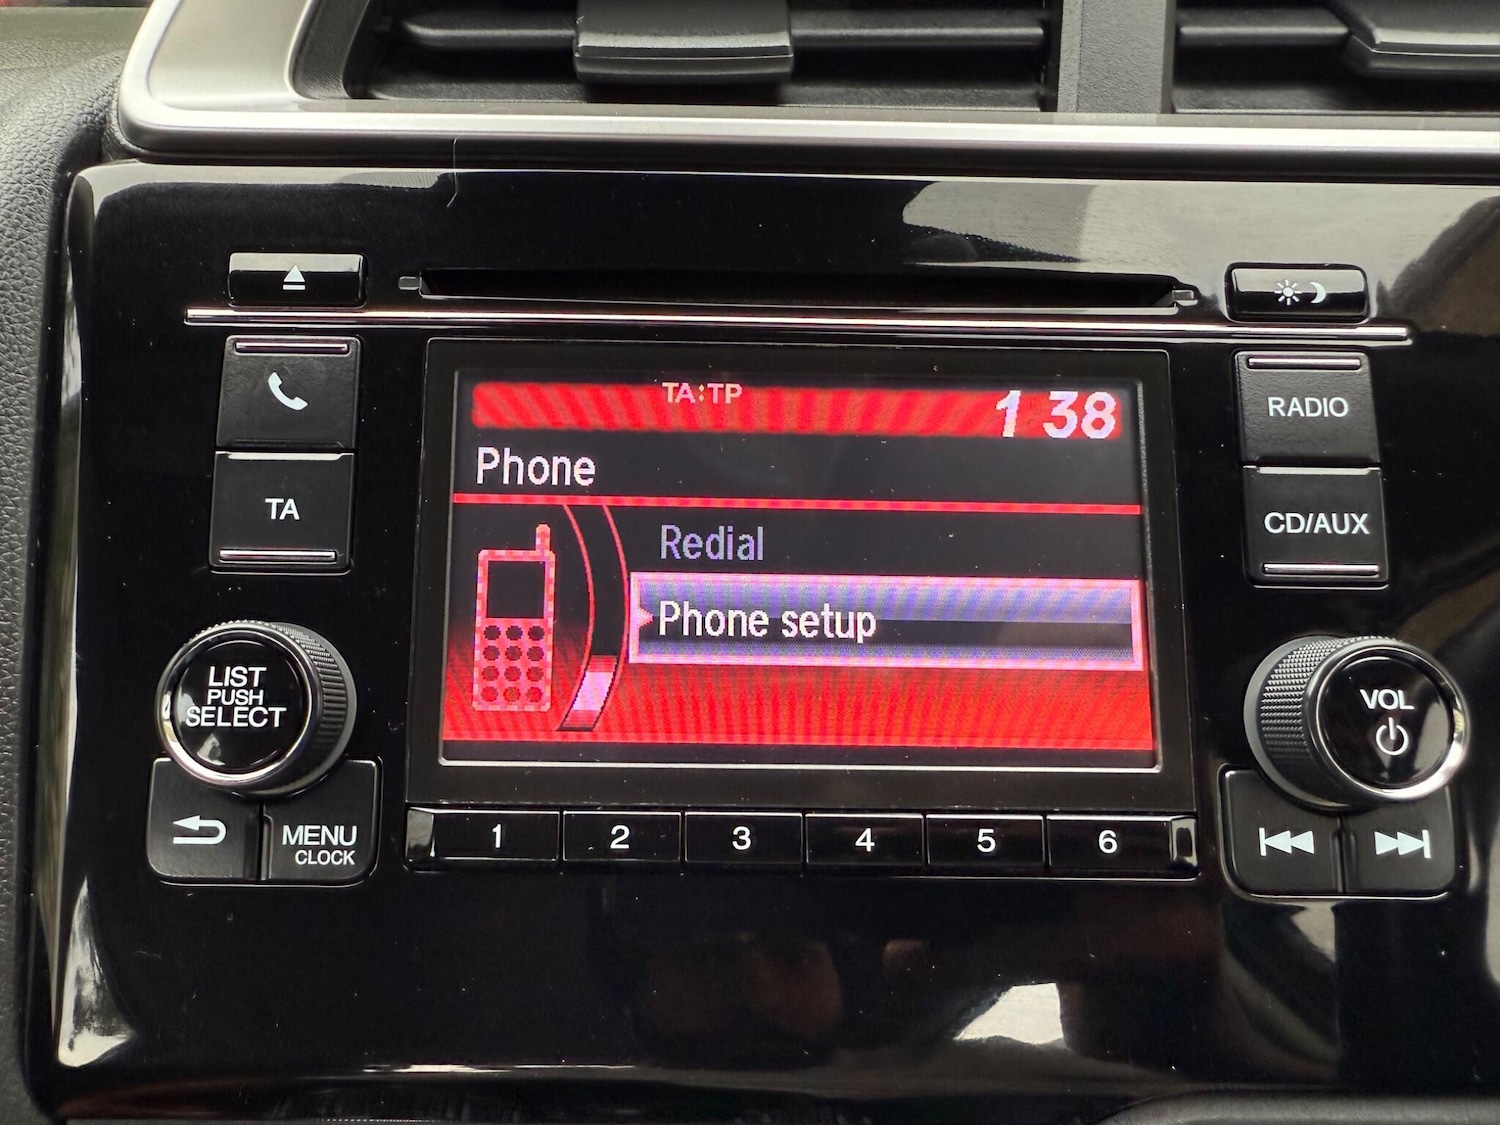 TA:TP
1 38
Phone
Redial
Phone setup
TA
LIST
PUSH
SELECT
MENU
CLOCK
1 2 3 4 5 6
RADIO
CD/AUX
VOL